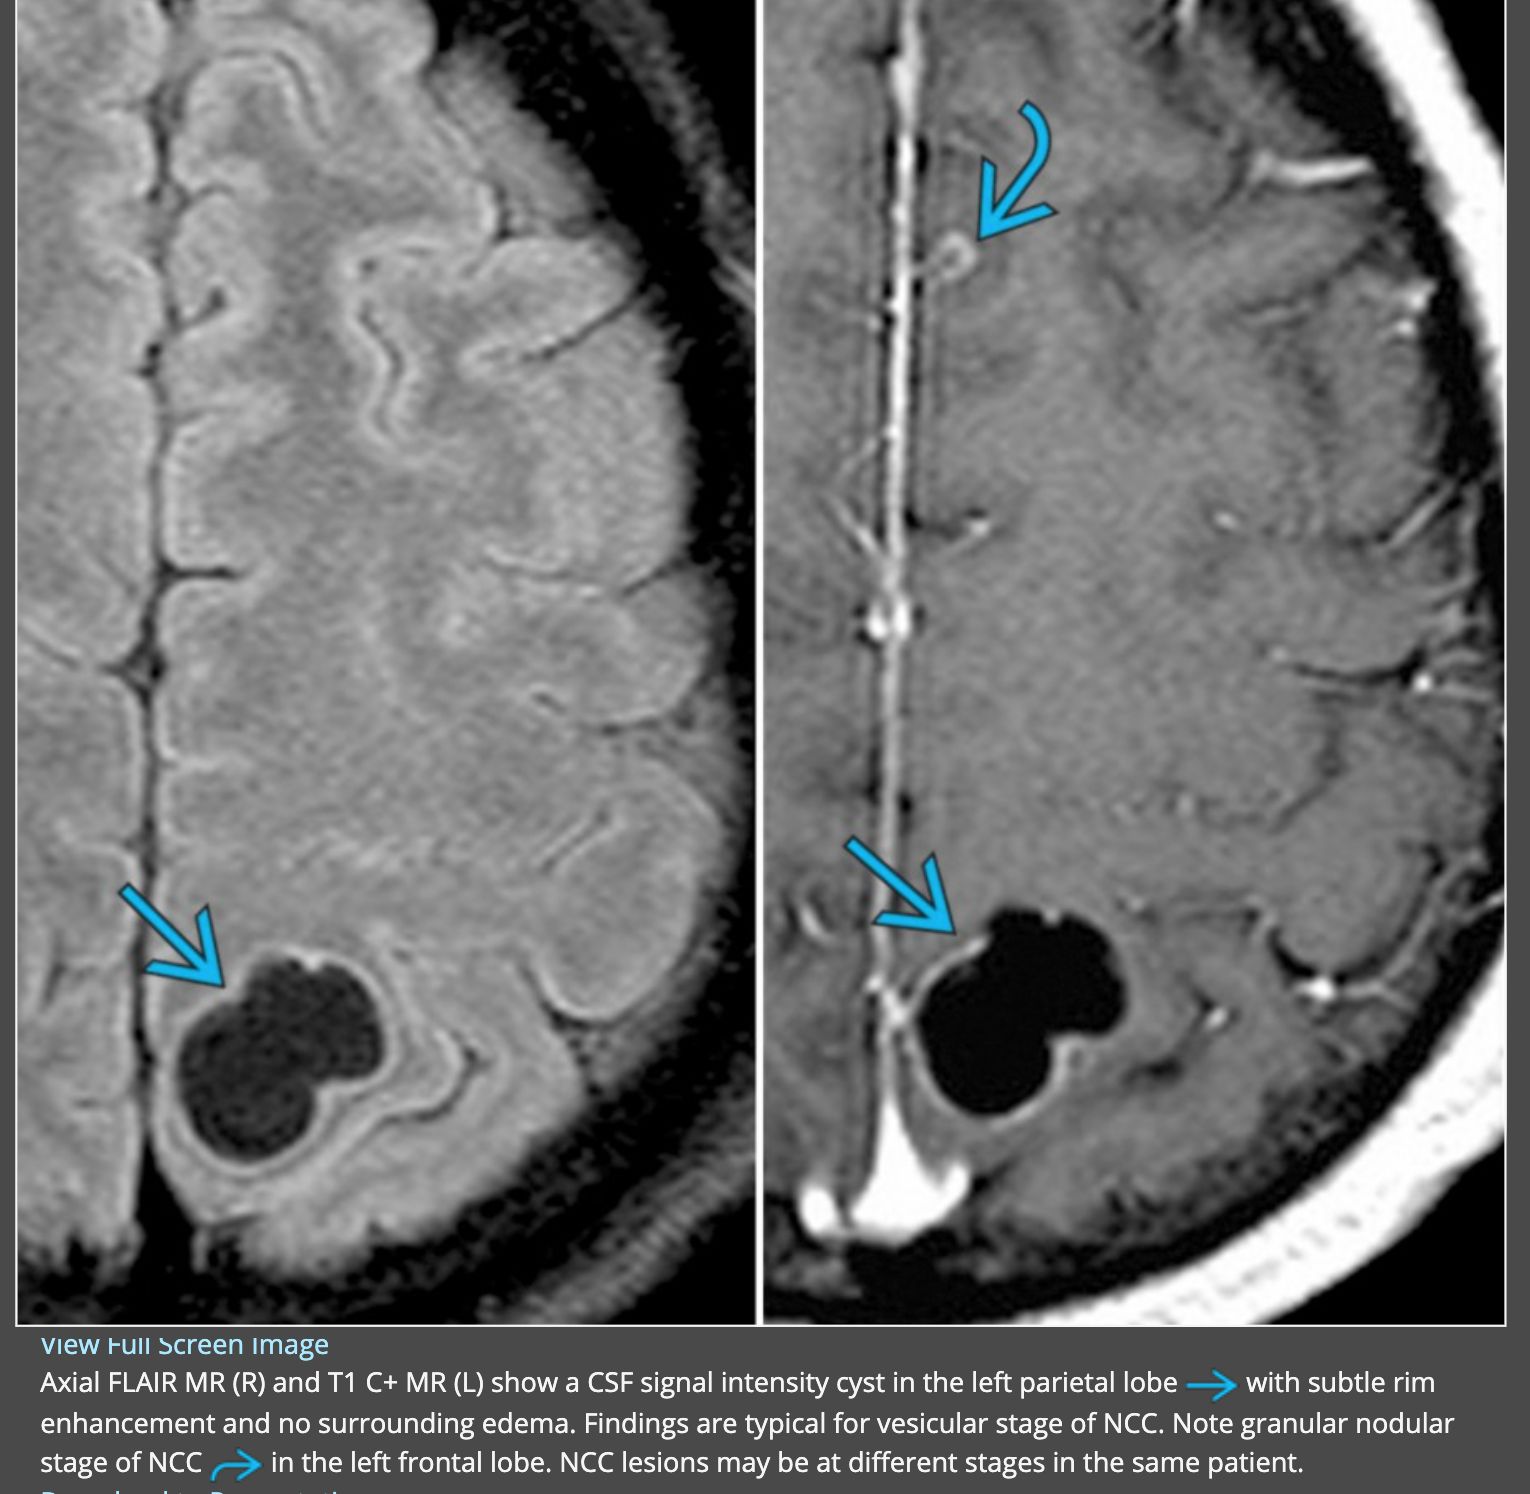 View Full Screen Image
Axial FLAIR MR (R) and T1 C+ MR (L) show a CSF signal intensity cyst in the left parietal lobe → with subtle rim
enhancement and no surrounding edema. Findings are typical for vesicular stage of NCC. Note granular nodular
stage of NCC in the left frontal lobe. NCC lesions may be at different stages in the same patient.